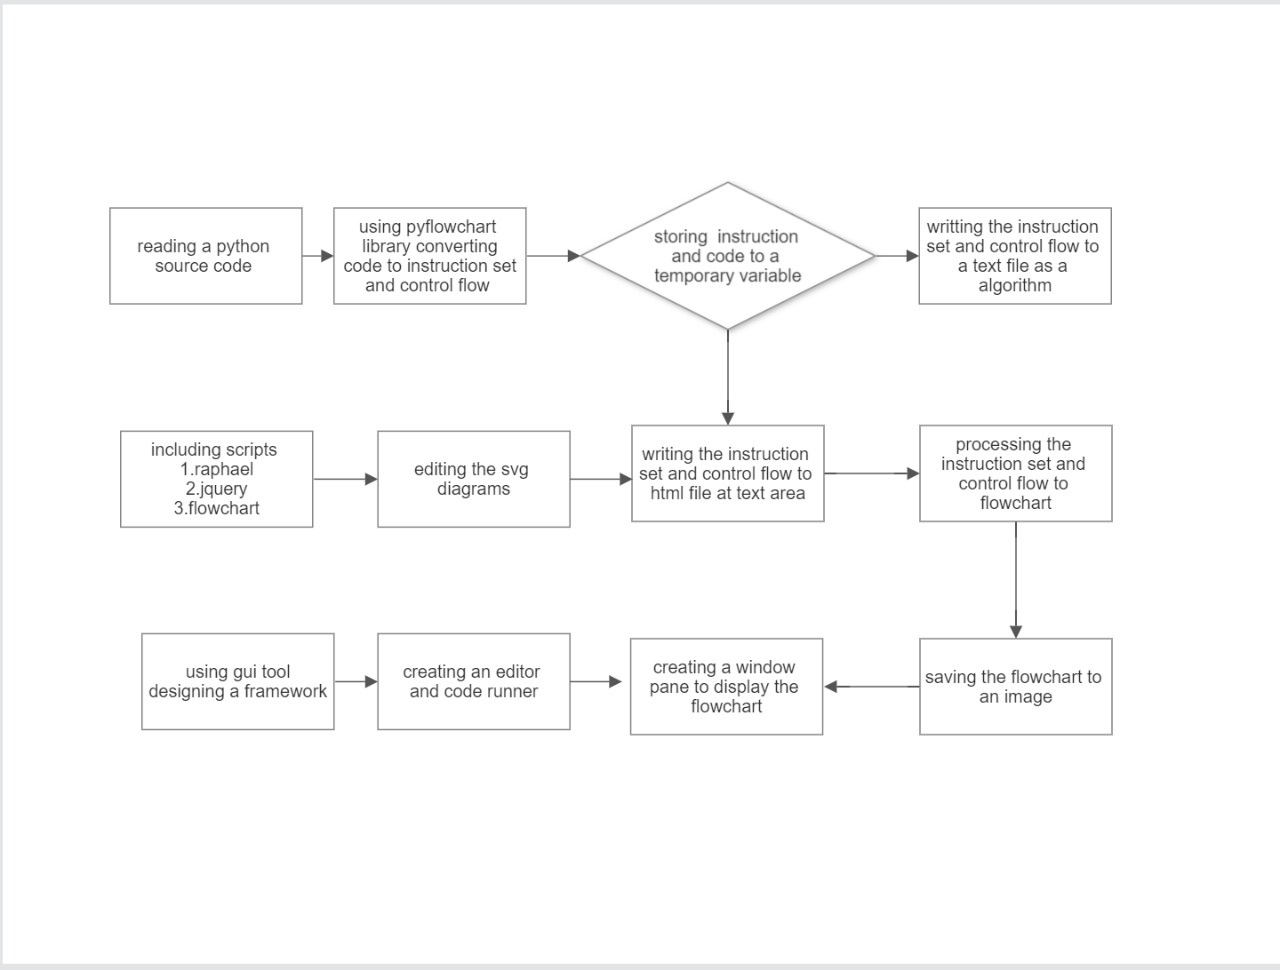 reading a python
source code
using pyflowchart
library converting
code to instruction set
and control flow
storing  instruction
and code to a
temporary variable
writting the instruction
set and control flow to
a text file as a
algorithm
including scripts
1.raphael
2.jquery
3.flowchart
editing the svg
diagrams
writing the instruction
set and control flow to
html file at text area
processing the
instruction set and
control flow to
flowchart
using gui tool
designing a framework
creating an editor
and code runner
creating a window
pane to display the
flowchart
saving the flowchart to
an image